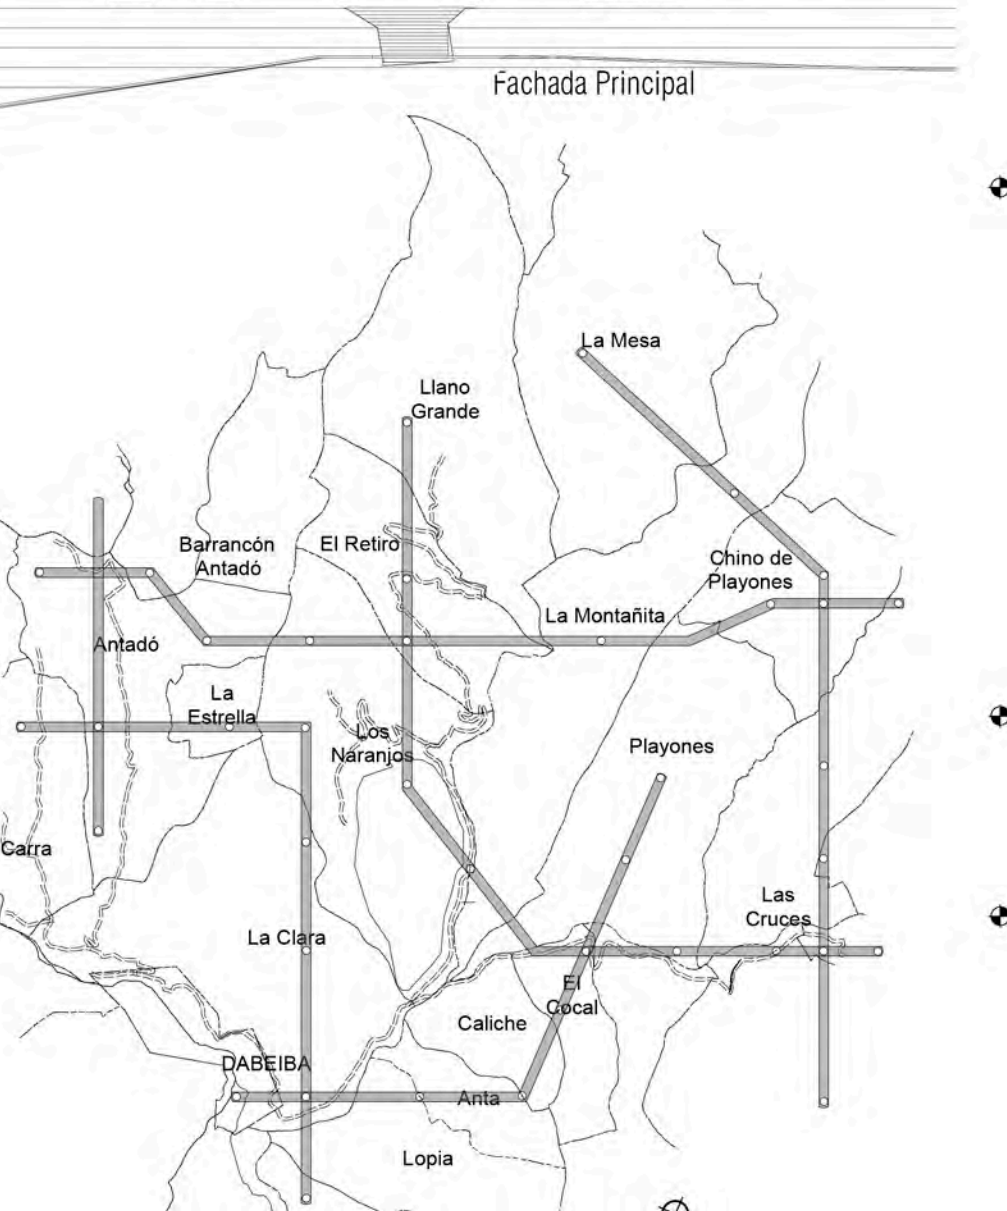 Fachada Principal
La Mesa
Llano
Grande
Barrancón
Antadó
El Retiro
Chino de
Playones
La Montañita
Antadó
La
Estrella
Los
Naranjos
Playones
Carra
Las
Cruces
La Clara
El
Cocal
Caliche
DABEIBA
Anta
Lopia